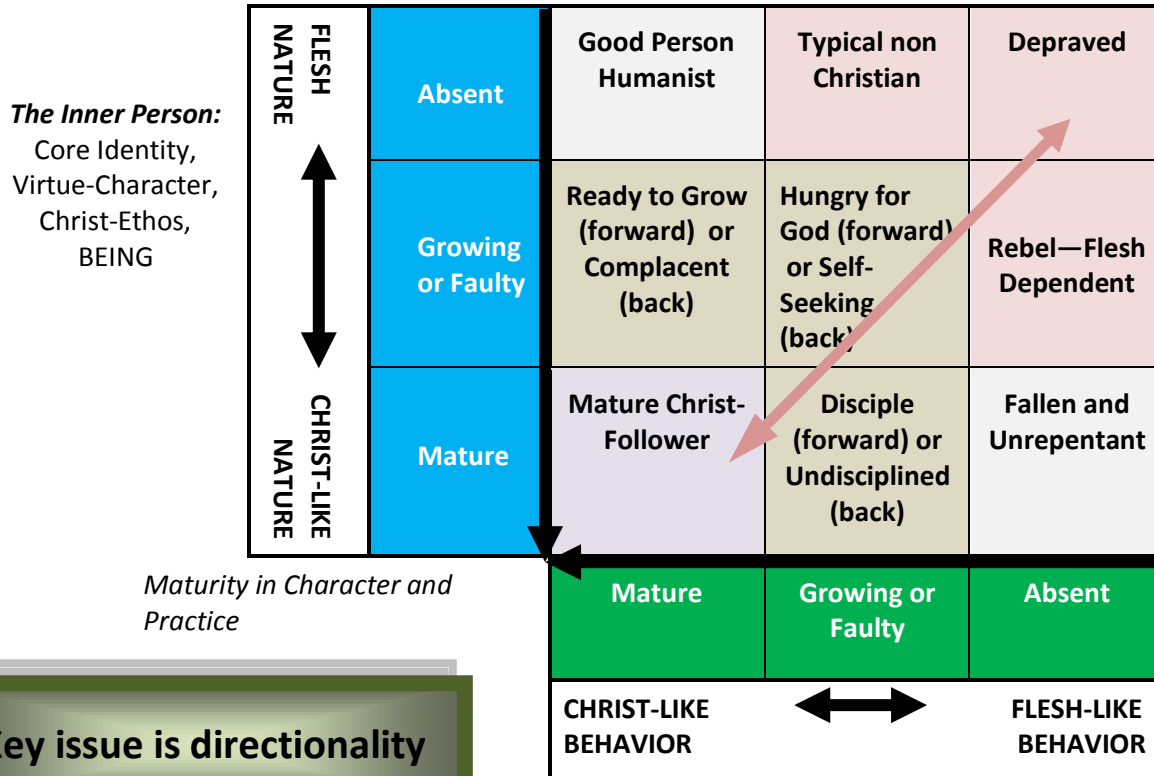 The Inner Person:
Core Identity,
Virtue-Character,
Christ-Ethos,
BEING
FLESH
NATURE
CHRIST-LIKE
NATURE
Absent
Good Person
Humanist
Typical non
Christian
Depraved
Growing
or Faulty
Ready to Grow
(forward) or
Complacent
(back)
Hungry for
God (forward)
or Self-
Seeking
(back)
Rebel—Flesh
Dependent
Mature
Mature Christ-
Follower
Disciple
(forward) or
Undisciplined
(back)
Fallen and
Unrepentant
Maturity in Character and
Practice
Mature
Growing or
Faulty
Absent
CHRIST-LIKE
BEHAVIOR
FLESH-LIKE
BEHAVIOR
Key issue is directionality